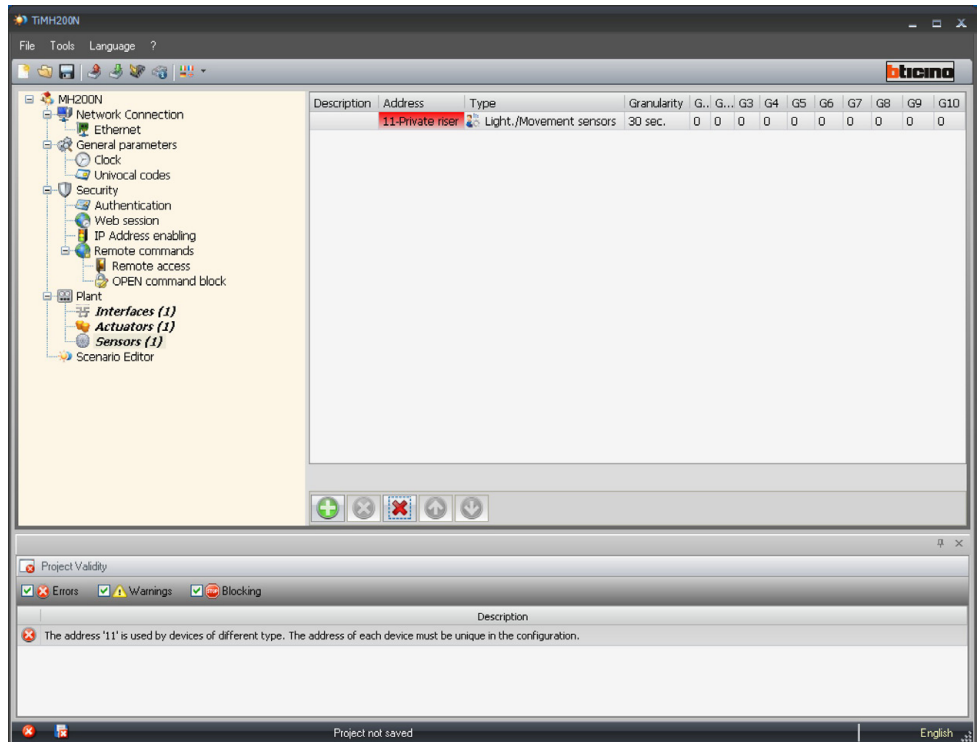 TiMH200N
File Tools Language ?
bticino
MH200N
Network Connection
Ethernet
General parameters
Clock
Univocal codes
Security
Authentication
Web session
IP Address enabling
Remote commands
Remote access
OPEN command block
Plant
Interfaces (1)
Actuators (1)
Sensors (1)
Scenario Editor
Description Address Type Granularity G.. G... G3 G4 G5 G6 G7 G8 G9 G10
11-Private riser Light./Movement sensors 30 sec. 0 0 0 0 0 0 0 0 0 0
Project Validity
Errors Warnings Blocking
Description
The address '11' is used by devices of different type. The address of each device must be unique in the configuration.
Project not saved English